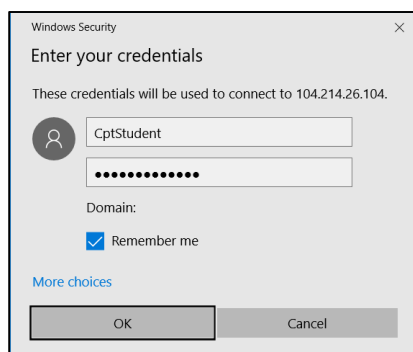 Windows Security
Enter your credentials
These credentials will be used to connect to 104.214.26.104.
CptStudent
•••••••••••••
Domain:
Remember me
More choices
OK
Cancel